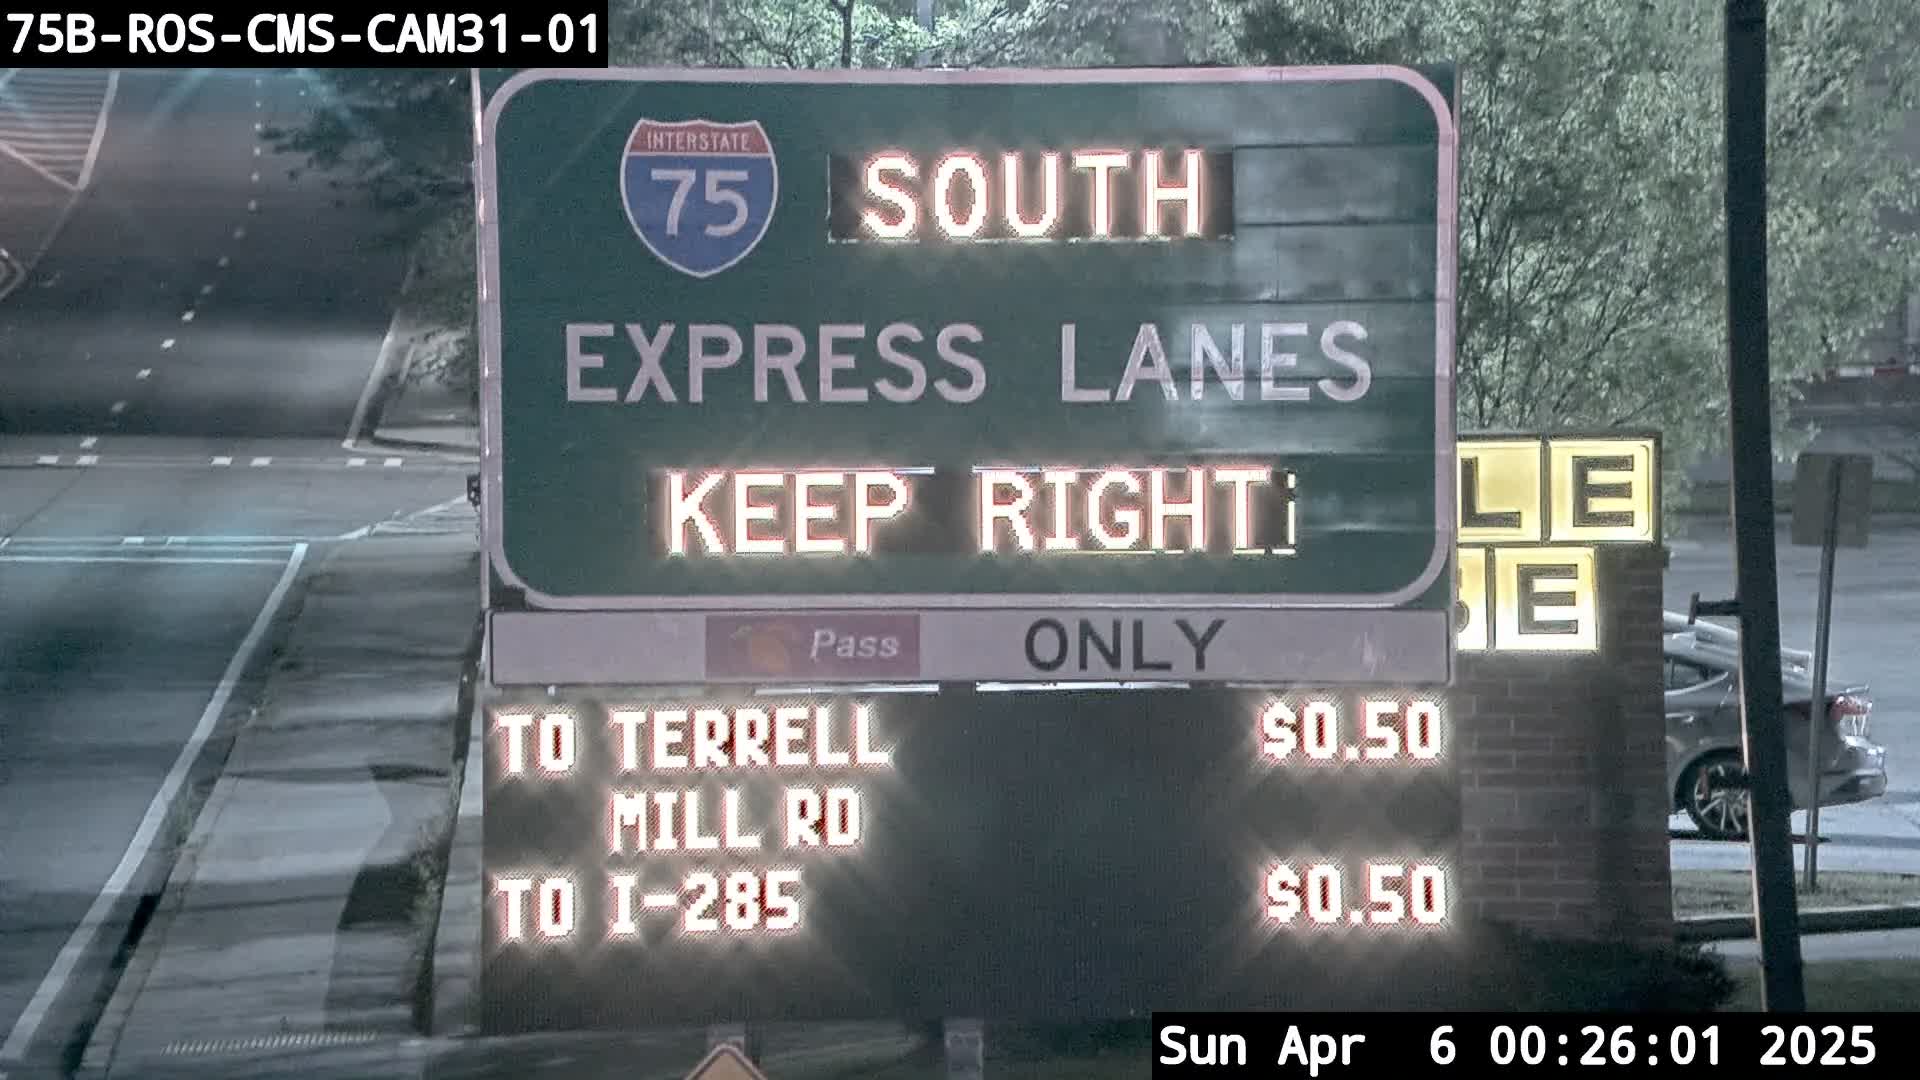 75B-ROS-CMS-CAM31-01
INTERSTATE
75
SOUTH
EXPRESS LANES
KEEP RIGHT
Pass ONLY
LE
E
TO TERRELL $0.50
MILL RD
TO I-285 $0.50
Sun Apr 6 00:26:01 2025